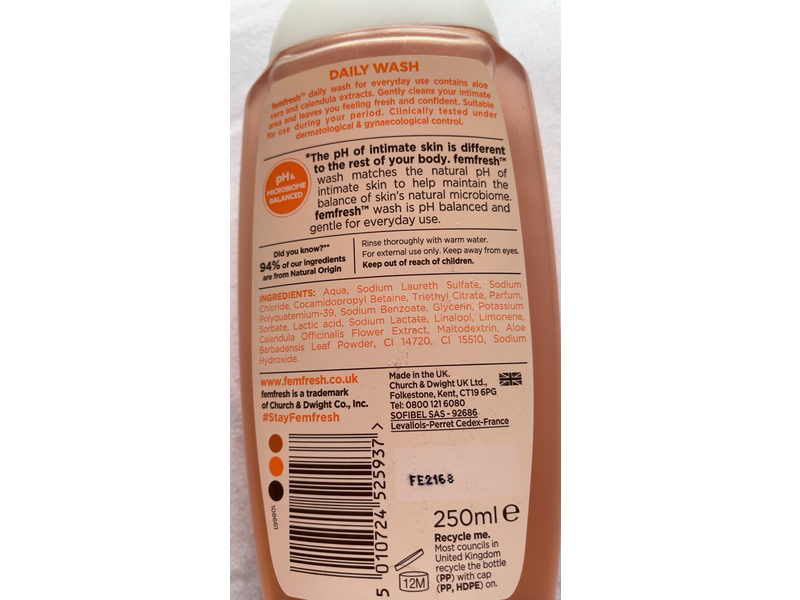 DAILY WASH
femfresh™ daily wash for everyday use contains aloe
vera and calendula extracts. Gently cleans your intimate
area and leaves you feeling fresh and confident. Suitable
for use during your period. Clinically tested under
dermatological & gynaecological control.
pH &
MICROBIOME
BALANCED
*The pH of intimate skin is different
to the rest of your body. femfresh™
wash matches the natural pH of
intimate skin to help maintain the
balance of skin's natural microbiome.
femfresh™ wash is pH balanced and
gentle for everyday use.
Did you know?**
94% of our ingredients
are from Natural Origin
Rinse thoroughly with warm water.
For external use only. Keep away from eyes.
Keep out of reach of children.
INGREDIENTS: Aqua, Sodium Laureth Sulfate, Sodium
Chloride, Cocamidopropyl Betaine, Triethyl Citrate, Parfum,
Polyquaternium-39, Sodium Benzoate, Glycerin, Potassium
Sorbate, Lactic acid, Sodium Lactate, Linalool, Limonene,
Calendula Officinalis Flower Extract, Maltodextrin, Aloe
Barbadensis Leaf Powder, CI 14720, CI 15510, Sodium
Hydroxide.
www.femfresh.co.uk
femfresh is a trademark
of Church & Dwight Co., Inc.
#StayFemfresh
Made in the UK.
Church & Dwight UK Ltd.,
Folkestone, Kent, CT19 6PG
Tel: 0800 121 6080
SOFIBEL SAS - 92686
Levallois-Perret Cedex-France
108661
5 010724 525937 >
FE2168
250ml e
12M
Recycle me.
Most councils in
United Kingdom
recycle the bottle
(PP) with cap
(PP, HDPE) on.